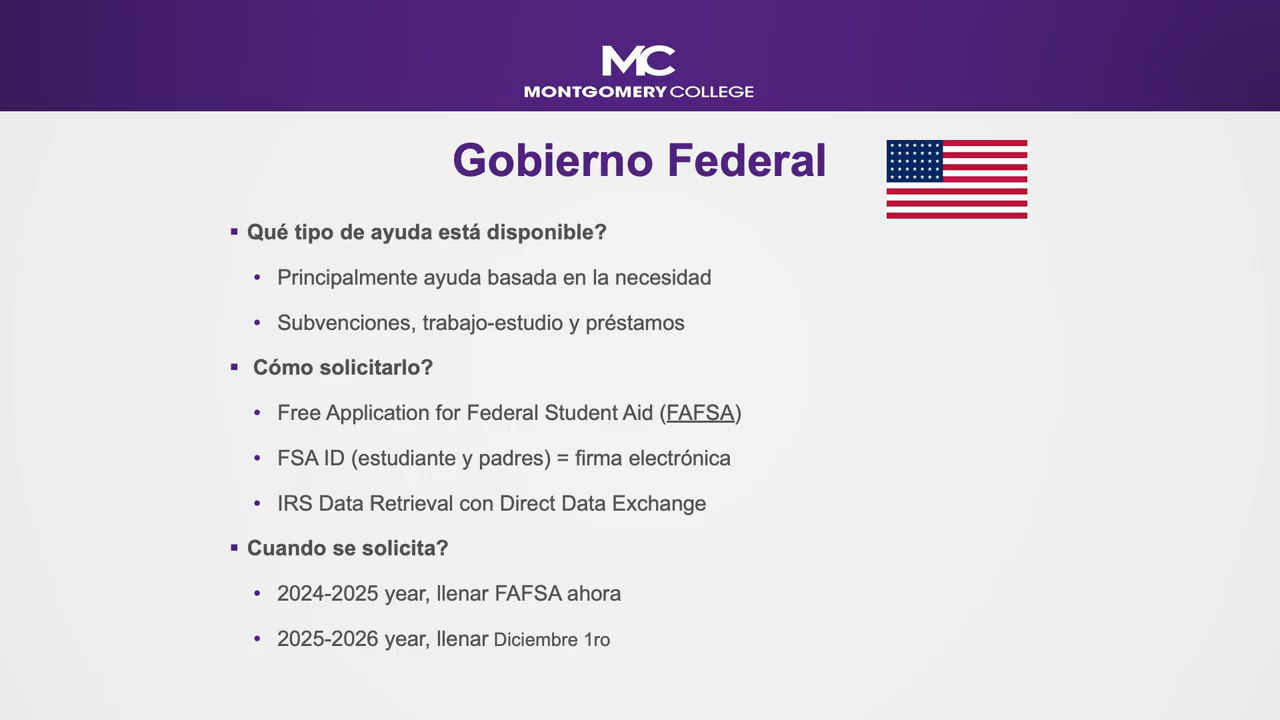 MC
MONTGOMERY COLLEGE
Gobierno Federal
Qué tipo de ayuda está disponible?
Principalmente ayuda basada en la necesidad
Subvenciones, trabajo-estudio y préstamos
Cómo solicitarlo?
Free Application for Federal Student Aid (FAFSA)
FSA ID (estudiante y padres) = firma electrónica
IRS Data Retrieval con Direct Data Exchange
Cuando se solicita?
2024-2025 year, llenar FAFSA ahora
2025-2026 year, llenar Diciembre 1ro